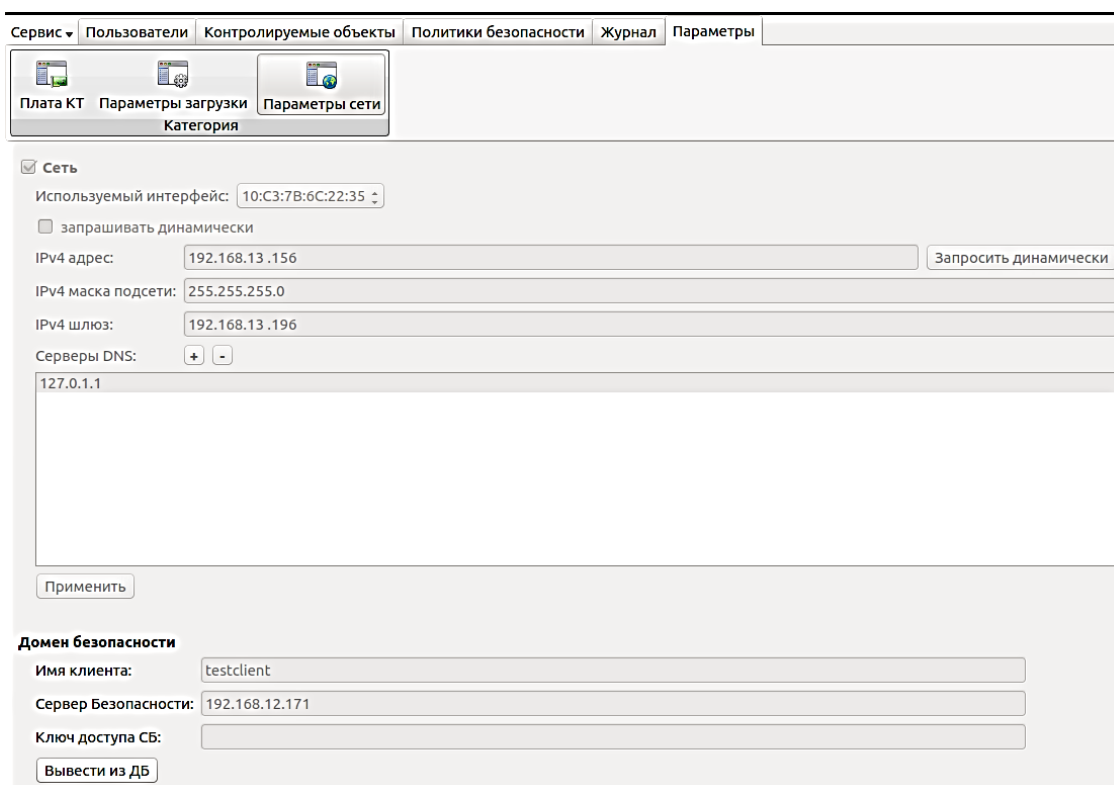 Сервис Пользователи Контролируемые объекты Политики безопасности Журнал Параметры
Плата КТ Параметры загрузки Параметры сети
Категория
Сеть
Используемый интерфейс: 10:C3:7B:6C:22:35
запрашивать динамически
IPv4 адрес: 192.168.13 .156 Запросить динамически
IPv4 маска подсети: 255.255.255.0
IPv4 шлюз: 192.168.13 .196
Серверы DNS: + -
127.0.1.1
Применить
Домен безопасности
Имя клиента: testclient
Сервер Безопасности: 192.168.12.171
Ключ доступа СБ:
Вывести из ДБ